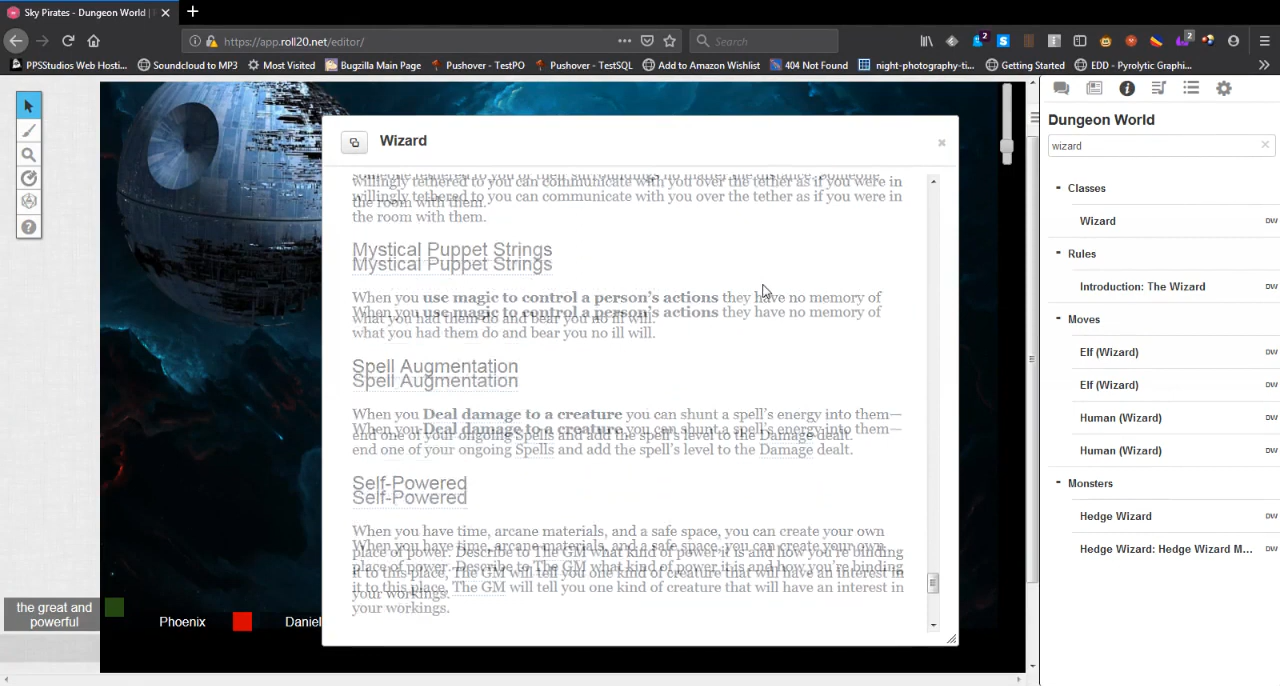 Sky Pirates - Dungeon World |
https://app.roll20.net/editor/
Search
2
2
PPSStudios Web Hosti...
Soundcloud to MP3
Most Visited
Bugzilla Main Page
Pushover - TestPO
Pushover - TestSQL
Add to Amazon Wishlist
404 Not Found
night-photography-ti...
Getting Started
EDD - Pyrolytic Graphi...
Wizard
willingly tethered to you can communicate with you over the tether as if you were in
the room with them.
Mystical Puppet Strings
When you use magic to control a person's actions they have no memory of
what you had them do and bear you no ill will.
Spell Augmentation
When you Deal damage to a creature you can shunt a spell's energy into them—
end one of your ongoing Spells and add the spell's level to the Damage dealt.
Self-Powered
When you have time, arcane materials, and a safe space, you can create your own
place of power. Describe to The GM what kind of power it is and how you're binding
it to this place, The GM will tell you one kind of creature that will have an interest in
your workings.
the great and
powerful
Phoenix
Daniel
Dungeon World
wizard
Classes
Wizard DW
Rules
Introduction: The Wizard DW
Moves
Elf (Wizard) DW
Elf (Wizard) DW
Human (Wizard) DW
Human (Wizard) DW
Monsters
Hedge Wizard DW
Hedge Wizard: Hedge Wizard M... DW